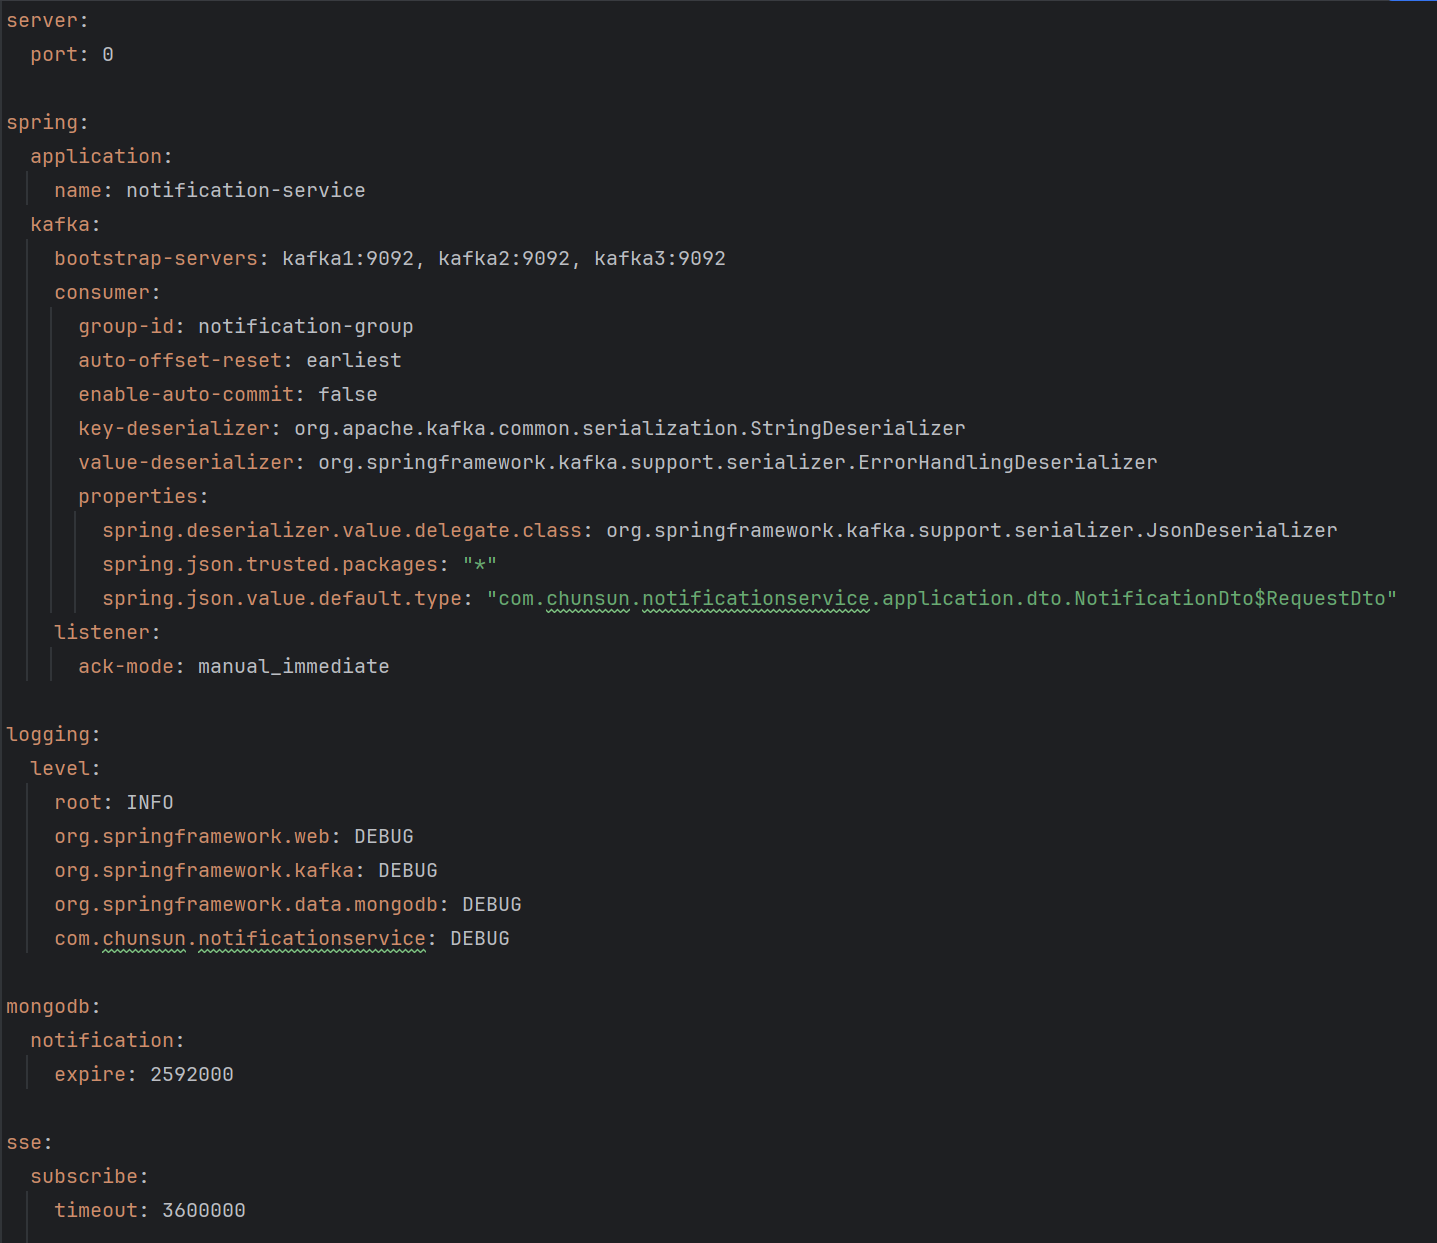 server:
  port: 0

spring:
  application:
    name: notification-service
  kafka:
    bootstrap-servers: kafka1:9092, kafka2:9092, kafka3:9092
    consumer:
      group-id: notification-group
      auto-offset-reset: earliest
      enable-auto-commit: false
      key-deserializer: org.apache.kafka.common.serialization.StringDeserializer
      value-deserializer: org.springframework.kafka.support.serializer.ErrorHandlingDeserializer
      properties:
        spring.deserializer.value.delegate.class: org.springframework.kafka.support.serializer.JsonDeserializer
        spring.json.trusted.packages: "*"
        spring.json.value.default.type: "com.chunsun.notificationservice.application.dto.NotificationDto$RequestDto"
    listener:
      ack-mode: manual_immediate

logging:
  level:
    root: INFO
    org.springframework.web: DEBUG
    org.springframework.kafka: DEBUG
    org.springframework.data.mongodb: DEBUG
    com.chunsun.notificationservice: DEBUG

mongodb:
  notification:
    expire: 2592000

sse:
  subscribe:
    timeout: 3600000